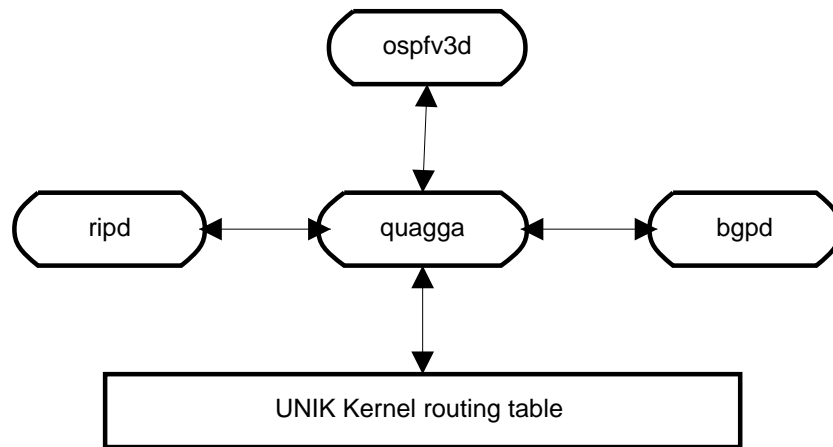 ospfv3d
ripd
quagga
bgpd
UNIK Kernel routing table